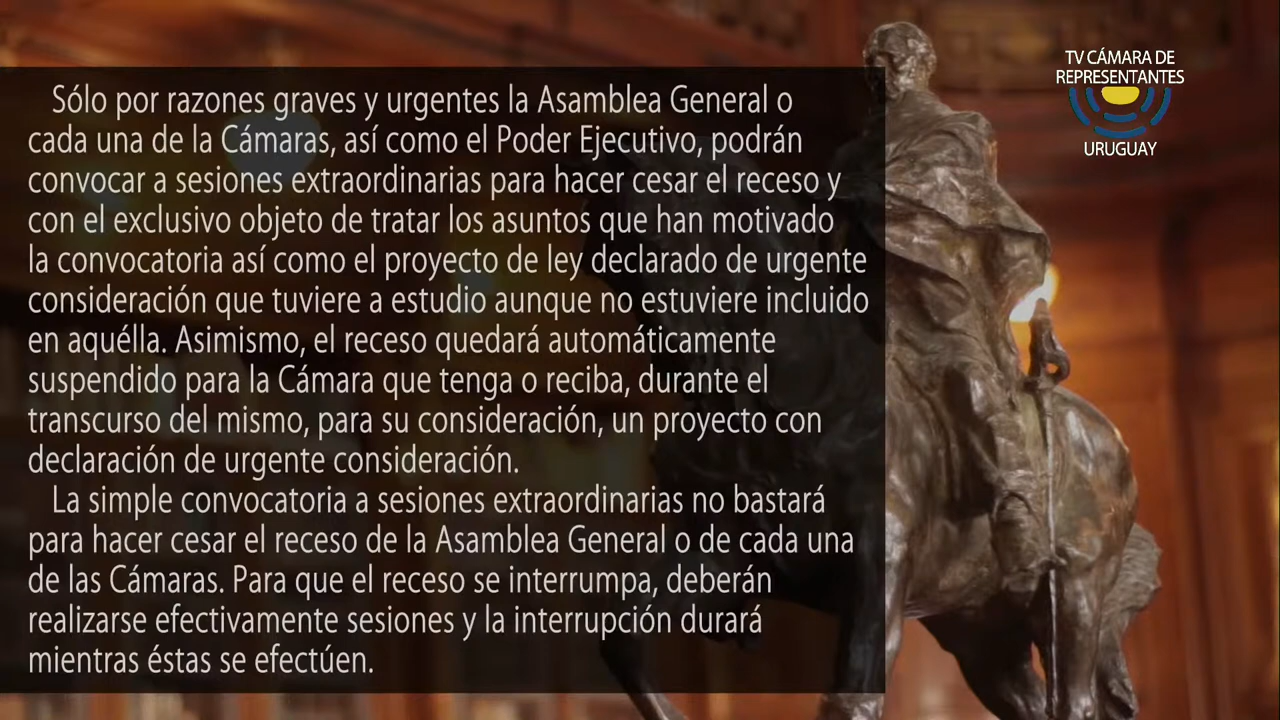 Sólo por razones graves y urgentes la Asamblea General o
cada una de la Cámaras, así como el Poder Ejecutivo, podrán
convocar a sesiones extraordinarias para hacer cesar el receso y
con el exclusivo objeto de tratar los asuntos que han motivado
la convocatoria así como el proyecto de ley declarado de urgente
consideración que tuviere a estudio aunque no estuviere incluido
en aquélla. Asimismo, el receso quedará automáticamente
suspendido para la Cámara que tenga o reciba, durante el
transcurso del mismo, para su consideración, un proyecto con
declaración de urgente consideración.
La simple convocatoria a sesiones extraordinarias no bastará
para hacer cesar el receso de la Asamblea General o de cada una
de las Cámaras. Para que el receso se interrumpa, deberán
realizarse efectivamente sesiones y la interrupción durará
mientras éstas se efectúen.
TV CÁMARA DE
REPRESENTANTES
URUGUAY